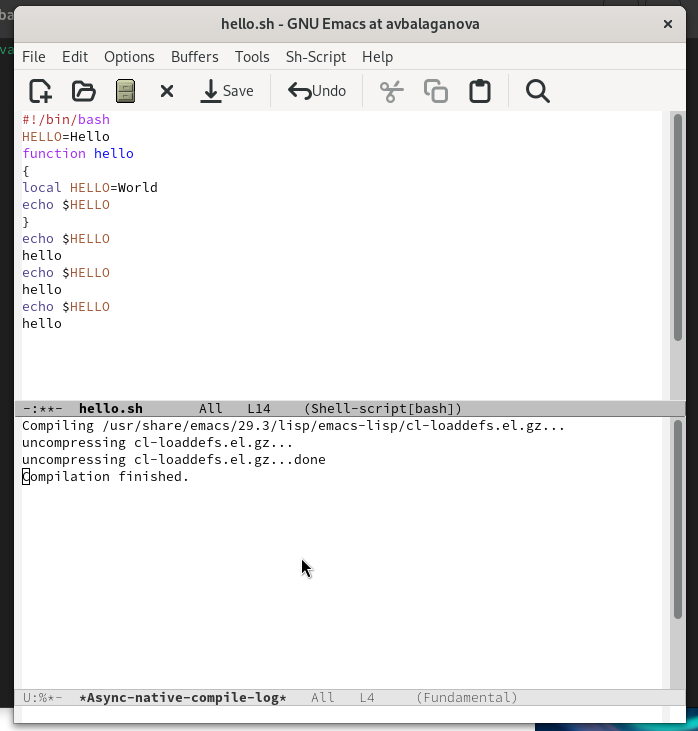 ba
hello.sh - GNU Emacs at avbalaganova
File Edit Options Buffers Tools Sh-Script Help
Save Undo
va
#!/bin/bash
HELLO=Hello
function hello
{
local HELLO=World
echo $HELLO
}
echo $HELLO
hello
echo $HELLO
hello
echo $HELLO
hello
-:**- hello.sh All L14 (Shell-script[bash])
Compiling /usr/share/emacs/29.3/lisp/emacs-lisp/cl-loaddefs.el.gz...
uncompressing cl-loaddefs.el.gz...
uncompressing cl-loaddefs.el.gz...done
Compilation finished.
U:%*- *Async-native-compile-log* All L4 (Fundamental)